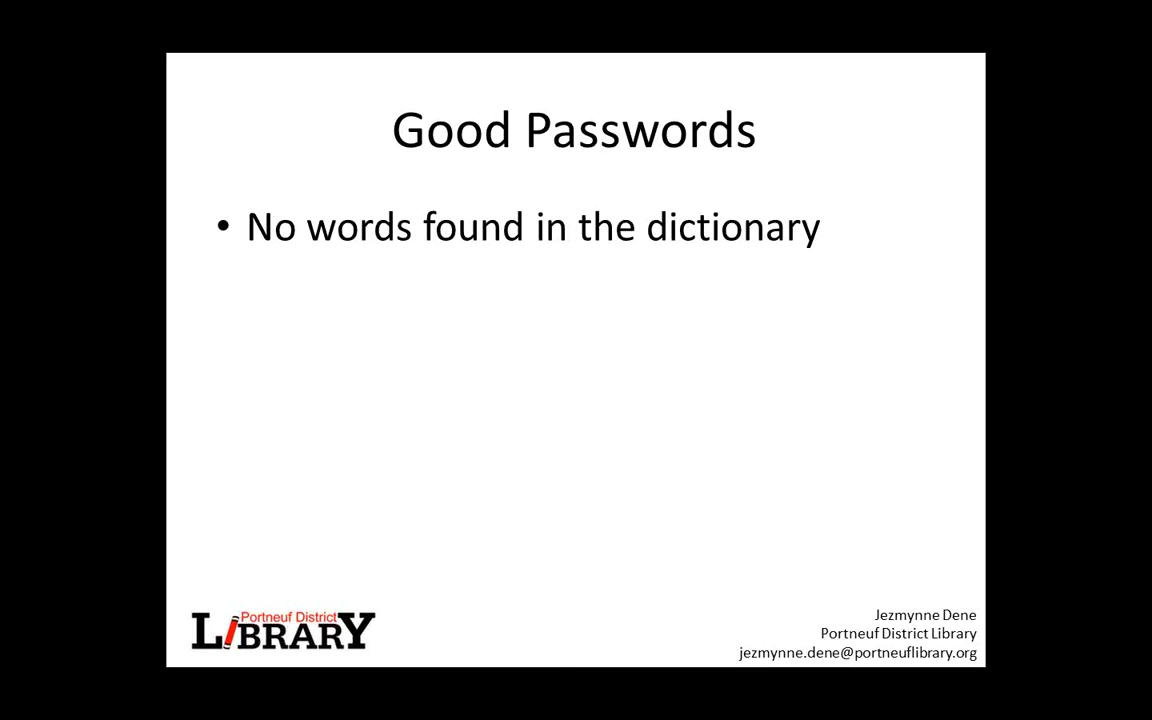 Good Passwords
• No words found in the dictionary
Portneuf District
LIBRARY
Jezmynne Dene
Portneuf District Library
jezmynne.dene@portneuflibrary.org